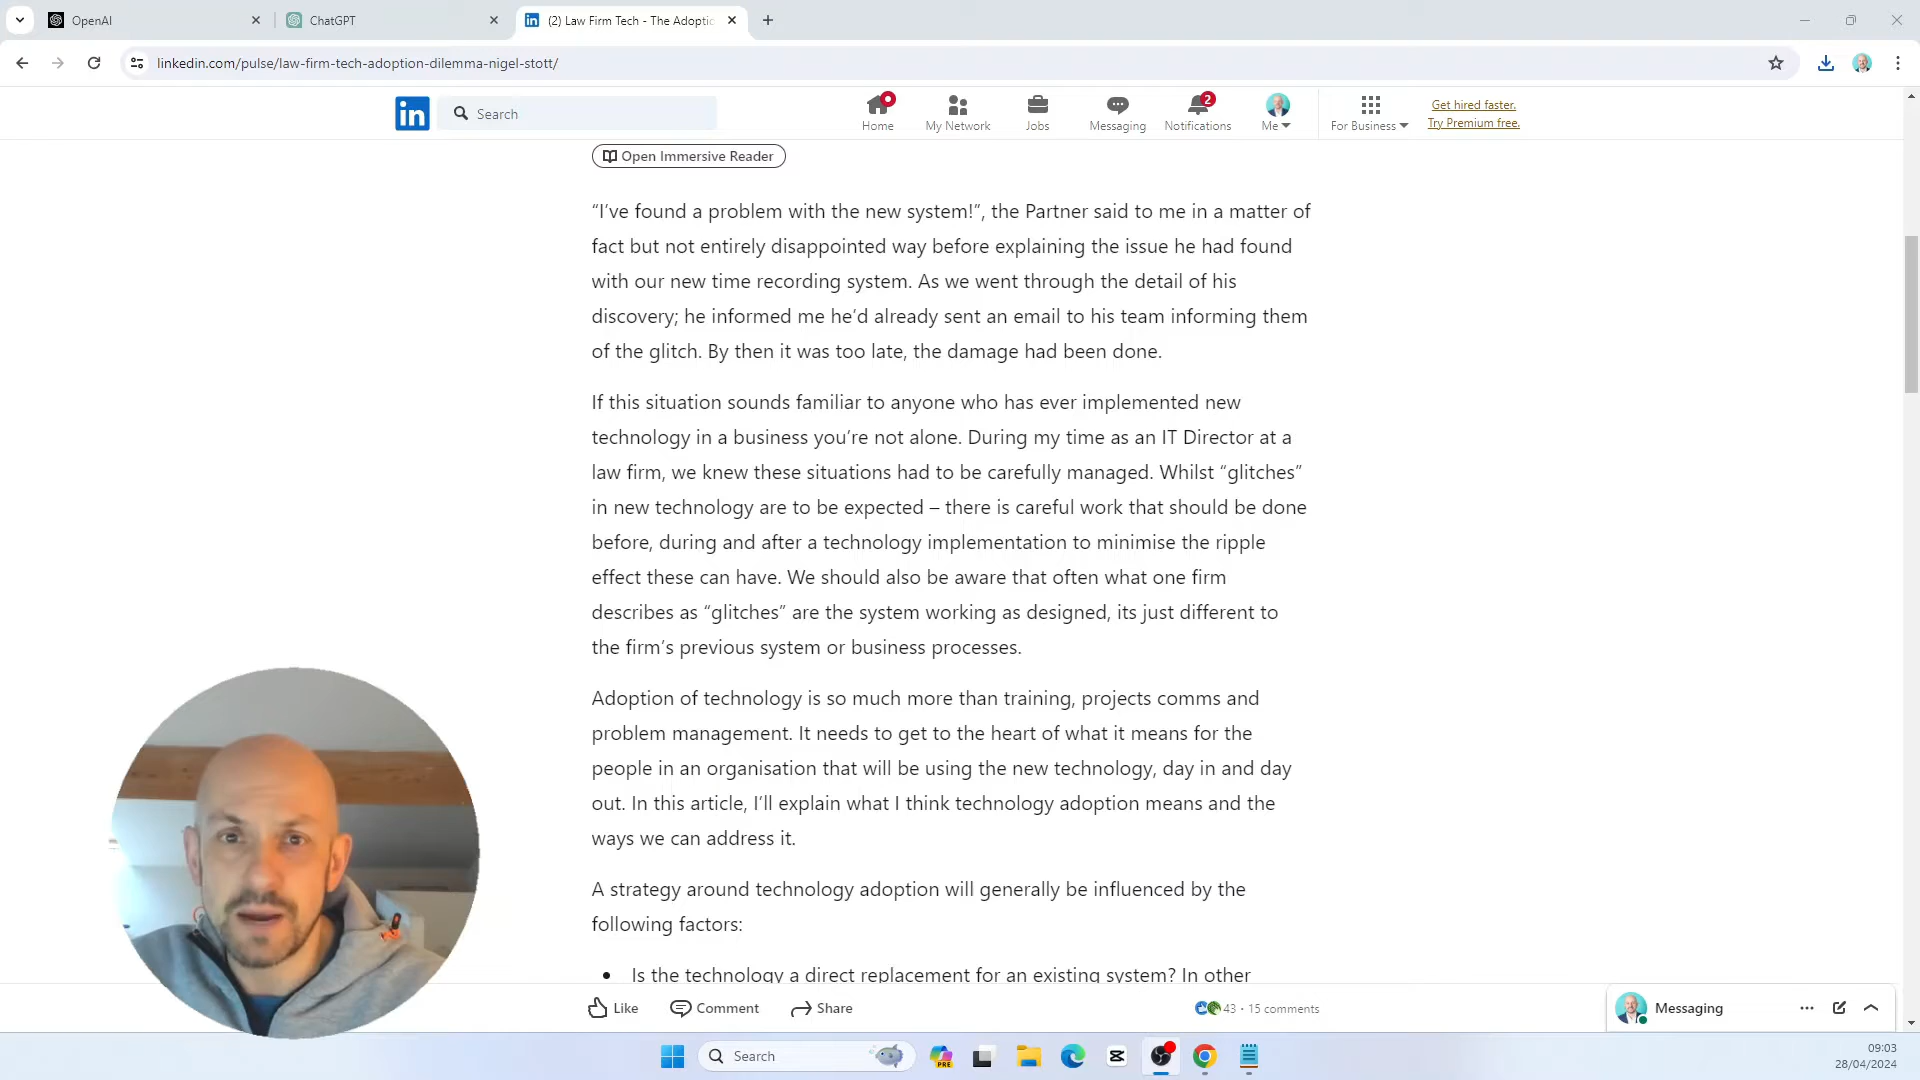 OpenAI
ChatGPT
(2) Law Firm Tech - The Adoptio
linkedin.com/pulse/law-firm-tech-adoption-dilemma-nigel-stott/
in
Search
Home
My Network
Jobs
Messaging
2
Notifications
Me
For Business
Get hired faster.
Try Premium free.
Open Immersive Reader
“I’ve found a problem with the new system!”, the Partner said to me in a matter of
fact but not entirely disappointed way before explaining the issue he had found
with our new time recording system. As we went through the detail of his
discovery; he informed me he’d already sent an email to his team informing them
of the glitch. By then it was too late, the damage had been done.
If this situation sounds familiar to anyone who has ever implemented new
technology in a business you’re not alone. During my time as an IT Director at a
law firm, we knew these situations had to be carefully managed. Whilst “glitches”
in new technology are to be expected – there is careful work that should be done
before, during and after a technology implementation to minimise the ripple
effect these can have. We should also be aware that often what one firm
describes as “glitches” are the system working as designed, its just different to
the firm’s previous system or business processes.
Adoption of technology is so much more than training, projects comms and
problem management. It needs to get to the heart of what it means for the
people in an organisation that will be using the new technology, day in and day
out. In this article, I’ll explain what I think technology adoption means and the
ways we can address it.
A strategy around technology adoption will generally be influenced by the
following factors:
• Is the technology a direct replacement for an existing system? In other
Like
Comment
Share
43 · 15 comments
Messaging
Search
PRE
09:03
28/04/2024